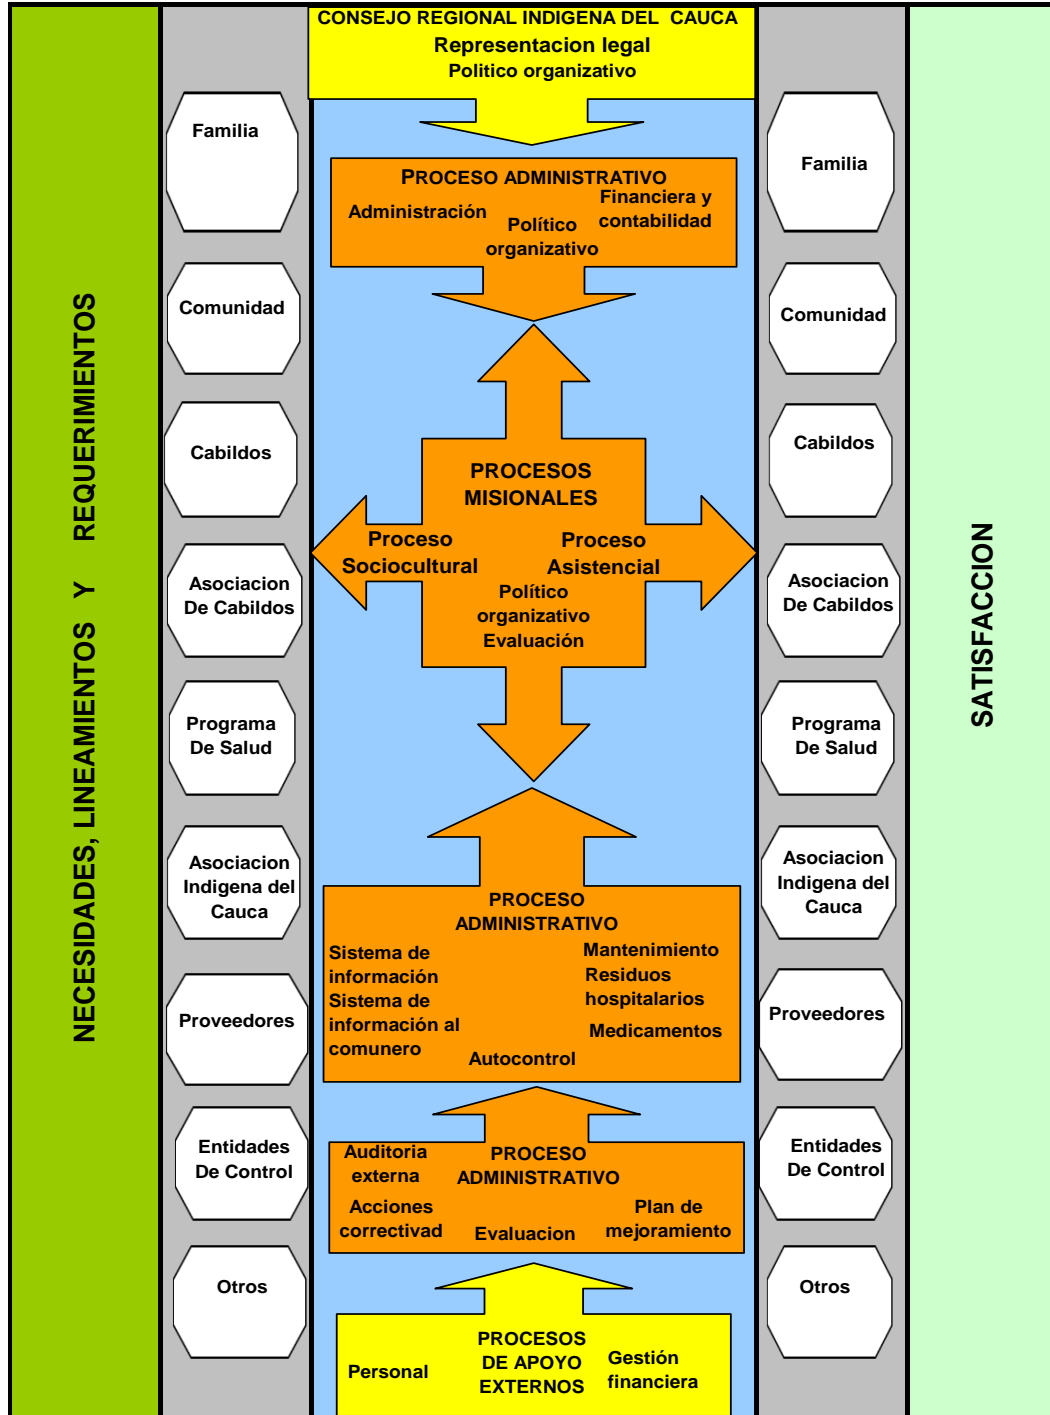 NECESIDADES, LINEAMIENTOS Y REQUERIMIENTOS
Familia
Comunidad
Cabildos
Asociacion
De Cabildos
Programa
De Salud
Asociacion
Indigena del
Cauca
Proveedores
Entidades
De Control
Otros
CONSEJO REGIONAL INDIGENA DEL CAUCA
Representacion legal
Politico organizativo
PROCESO ADMINISTRATIVO
Administración
Político
organizativo
Financiera y
contabilidad
PROCESOS
MISIONALES
Proceso
Sociocultural
Proceso
Asistencial
Político
organizativo
Evaluación
PROCESO
ADMINISTRATIVO
Sistema de
información
Sistema de
información al
comunero
Autocontrol
Mantenimiento
Residuos
hospitalarios
Medicamentos
PROCESO
ADMINISTRATIVO
Auditoria
externa
Acciones
correctivad
Evaluacion
Plan de
mejoramiento
PROCESOS
DE APOYO
EXTERNOS
Personal
Gestión
financiera
Familia
Comunidad
Cabildos
Asociacion
De Cabildos
Programa
De Salud
Asociacion
Indigena del
Cauca
Proveedores
Entidades
De Control
Otros
SATISFACCION